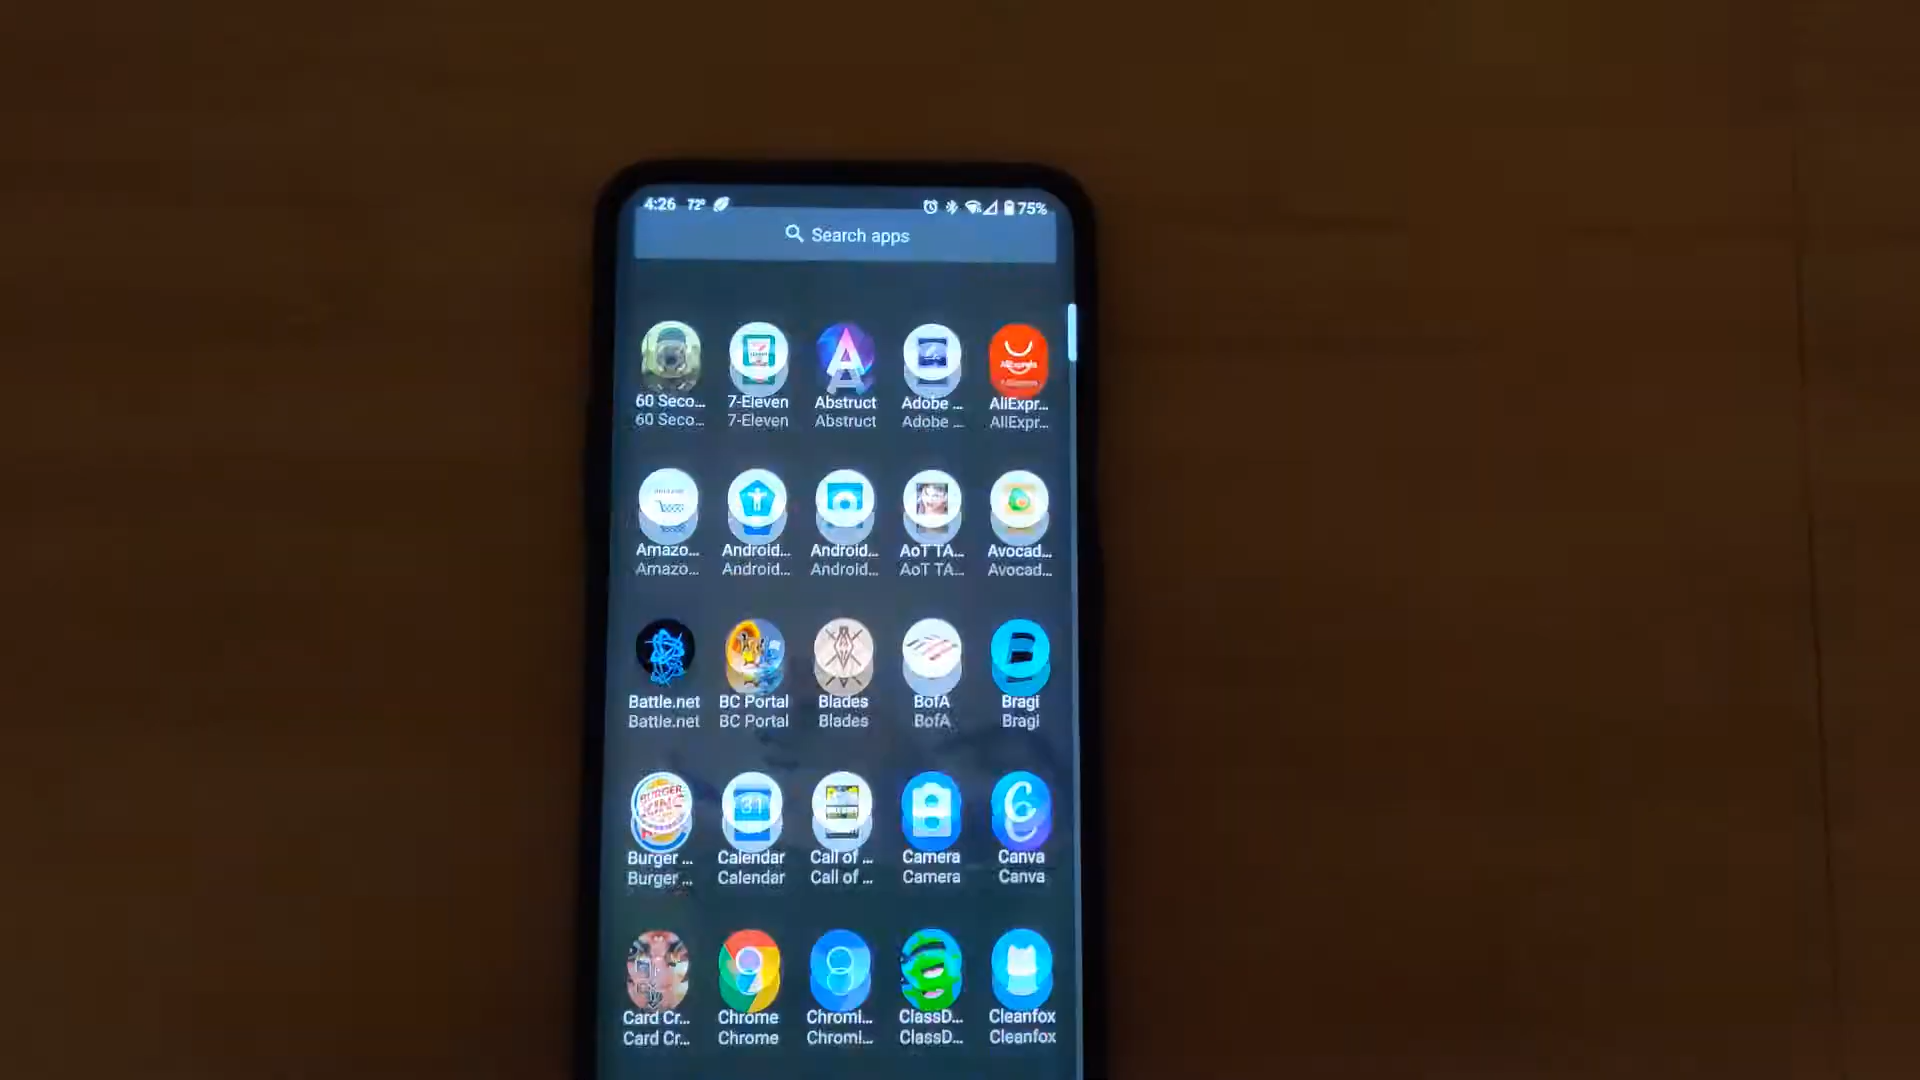 4:26 72° 75%
Search apps
60 Seco... 7-Eleven Abstruct Adobe ... AliExpr...
60 Seco... 7-Eleven Abstruct Adobe ... AliExpr...
Amazo... Android... Android... AoT TA... Avocad...
Amazo... Android... Android... AoT TA... Avocad...
Battle.net BC Portal Blades BofA Bragi
Battle.net BC Portal Blades BofA Bragi
BURGER
KING
31
Burger ... Calendar Call of ... Camera Canva
Burger ... Calendar Call of ... Camera Canva
Card Cr... Chrome Chromi... ClassD... Cleanfox
Card Cr... Chrome Chromi... ClassD... Cleanfox